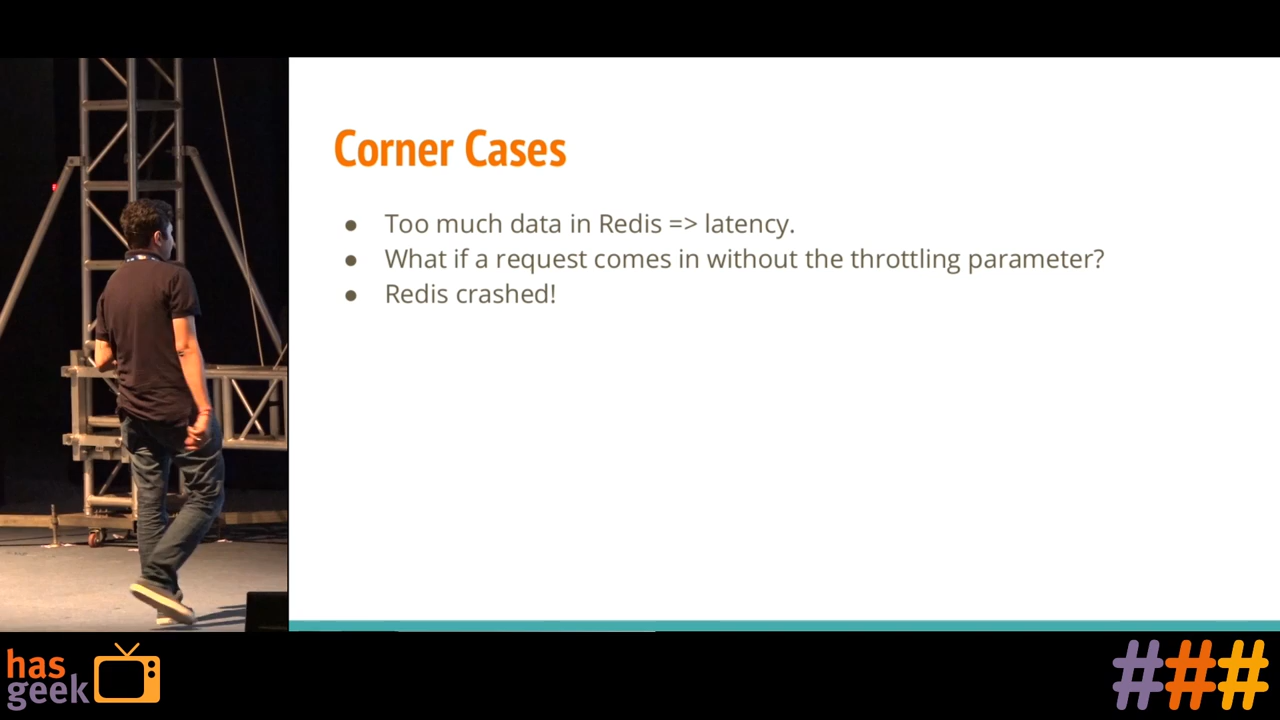 Corner Cases
● Too much data in Redis => latency.
● What if a request comes in without the throttling parameter?
● Redis crashed!
has
geek
###